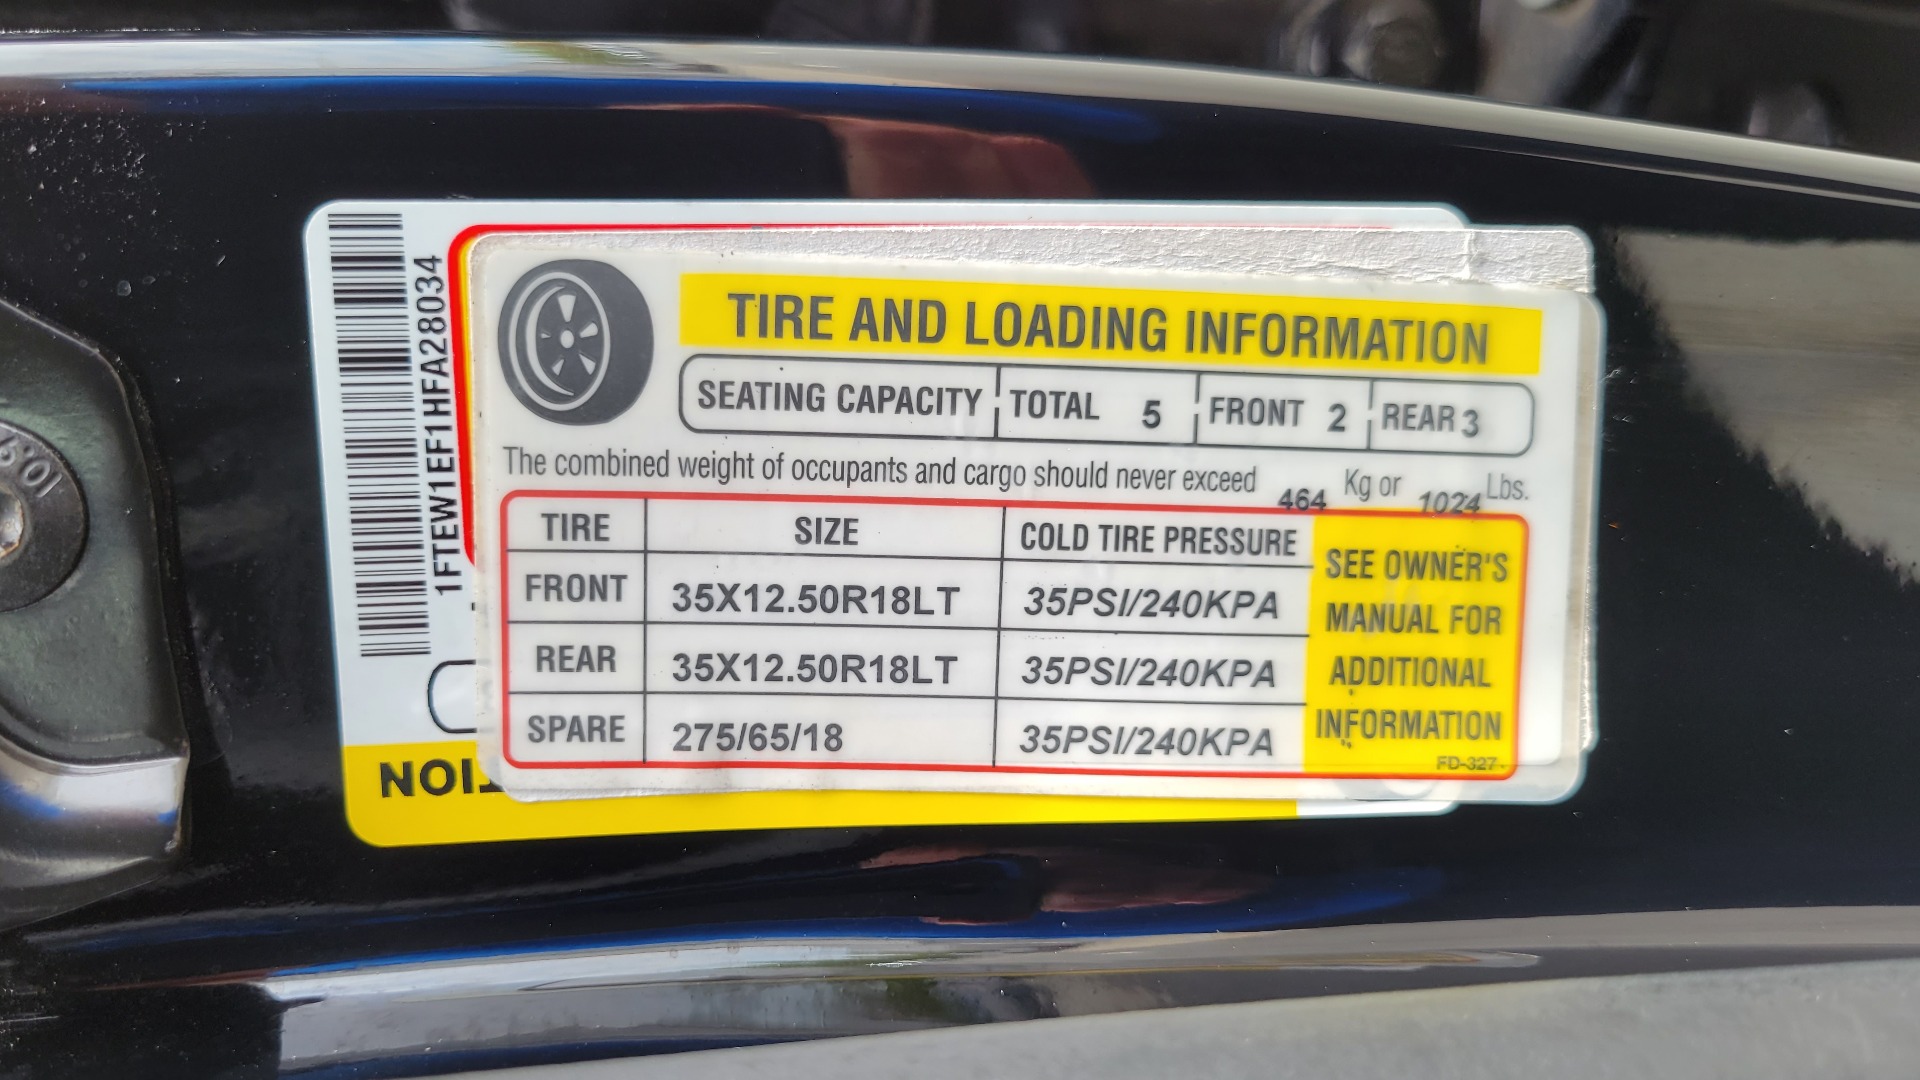 1FTEW1EF1HFA28034
TIRE AND LOADING INFORMATION
SEATING CAPACITY TOTAL 5 FRONT 2 REAR 3
The combined weight of occupants and cargo should never exceed 464 Kg or 1024 Lbs.
TIRE SIZE COLD TIRE PRESSURE
FRONT 35X12.50R18LT 35PSI/240KPA
REAR 35X12.50R18LT 35PSI/240KPA
SPARE 275/65/18 35PSI/240KPA
SEE OWNER'S
MANUAL FOR
ADDITIONAL
INFORMATION
FD-327
NOI
10.9